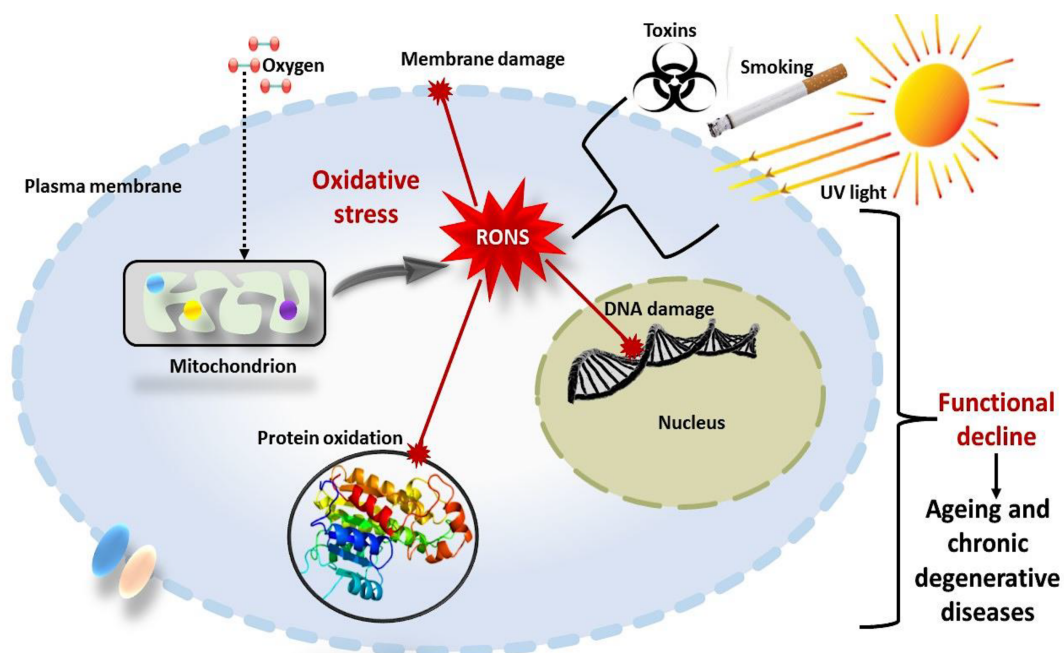 Toxins
Oxygen
Membrane damage
Smoking
Plasma membrane
Oxidative
stress
UV light
RONS
DNA damage
Mitochondrion
Nucleus
Protein oxidation
Functional
decline
Ageing and
chronic
degenerative
diseases